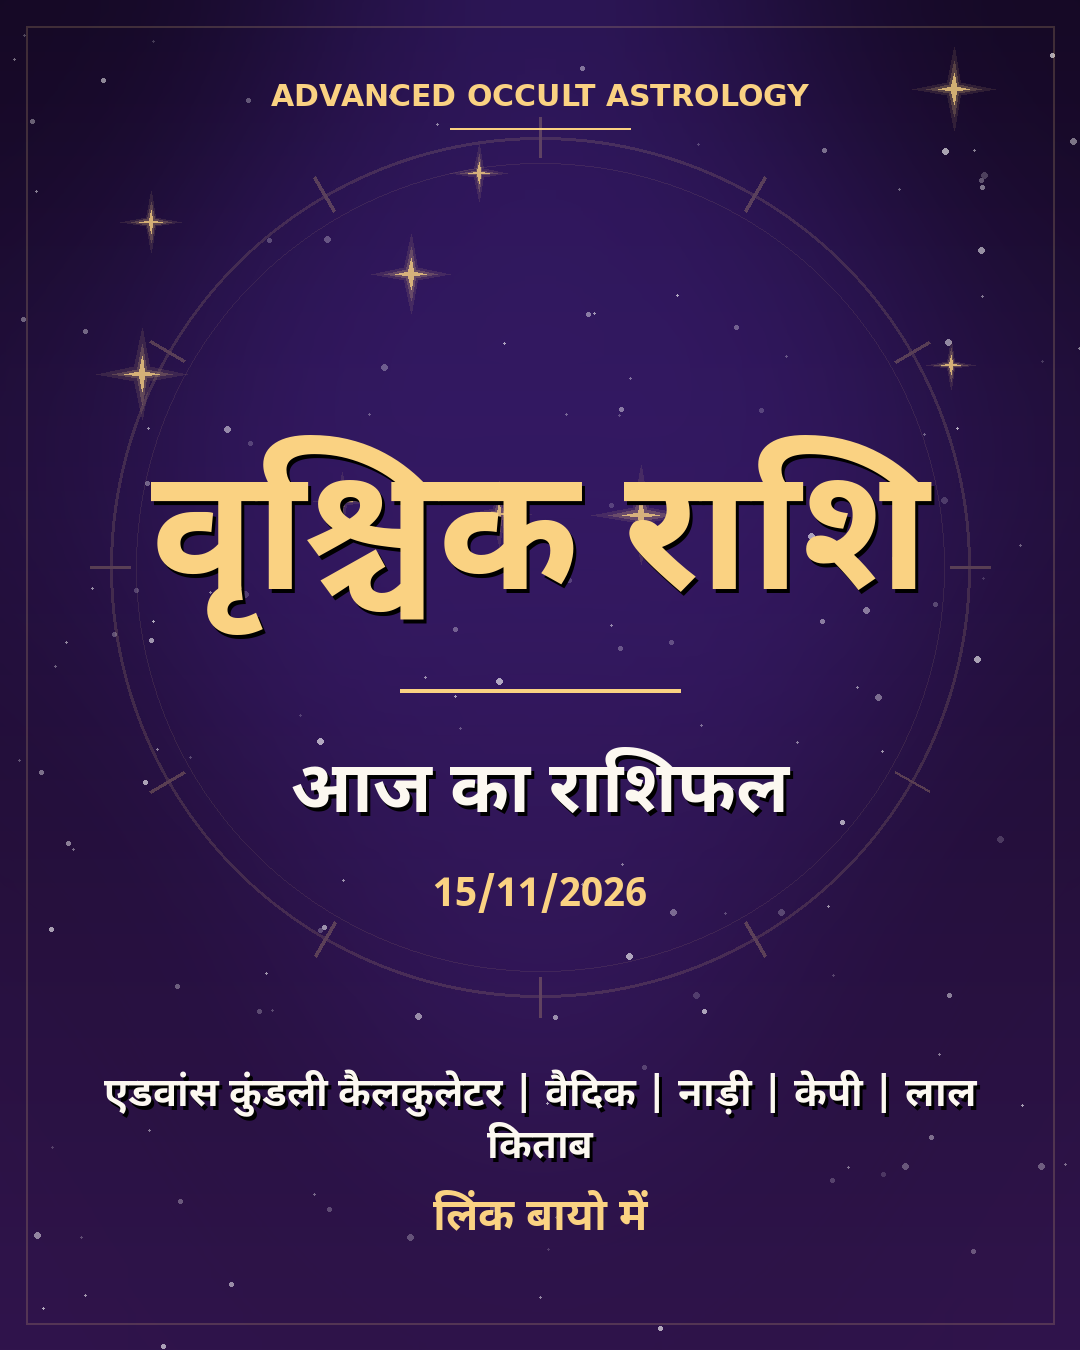 ADVANCED OCCULT ASTROLOGY
वृश्चिक राशि
आज का राशिफल
15/11/2026
एडवांस कुंडली कैलकुलेटर | वैदिक | नाड़ी | केपी | लाल
किताब
लिंक बायो में